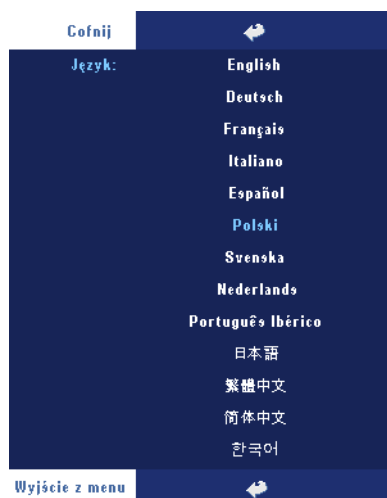 Cofnij
Język: English
Deutsch
Français
Italiano
Español
Polski
Svenska
Nederlands
Português Ibérico
日本語
繁體中文
简体中文
한국어
Wyjście z menu